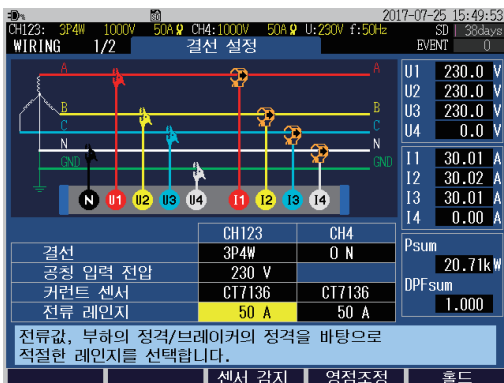 2017-07-25 15:49:53
CH123: 3P4W 1000V 50A CH4:1000V 50A U:230V f:50Hz SD 38days
WIRING 1/2 결선 설정 EVENT 0
A A
B B
C C
N N
GND GND
N U1 U2 U3 U4 I1 I2 I3 I4
U1 230.0 V
U2 230.0 V
U3 230.0 V
U4 0.0 V
I1 30.01 A
I2 30.02 A
I3 30.01 A
I4 0.00 A
Psum
20.71kW
DPFsum
1.000
CH123 CH4
결선 3P4W ON
공칭 입력 전압 230 V
커런트 센서 CT7136 CT7136
전류 레인지 50 A 50 A
전류값, 부하의 정격/브레이커의 정격을 바탕으로
적절한 레인지를 선택합니다.
센서 감지 영점조정 홀드